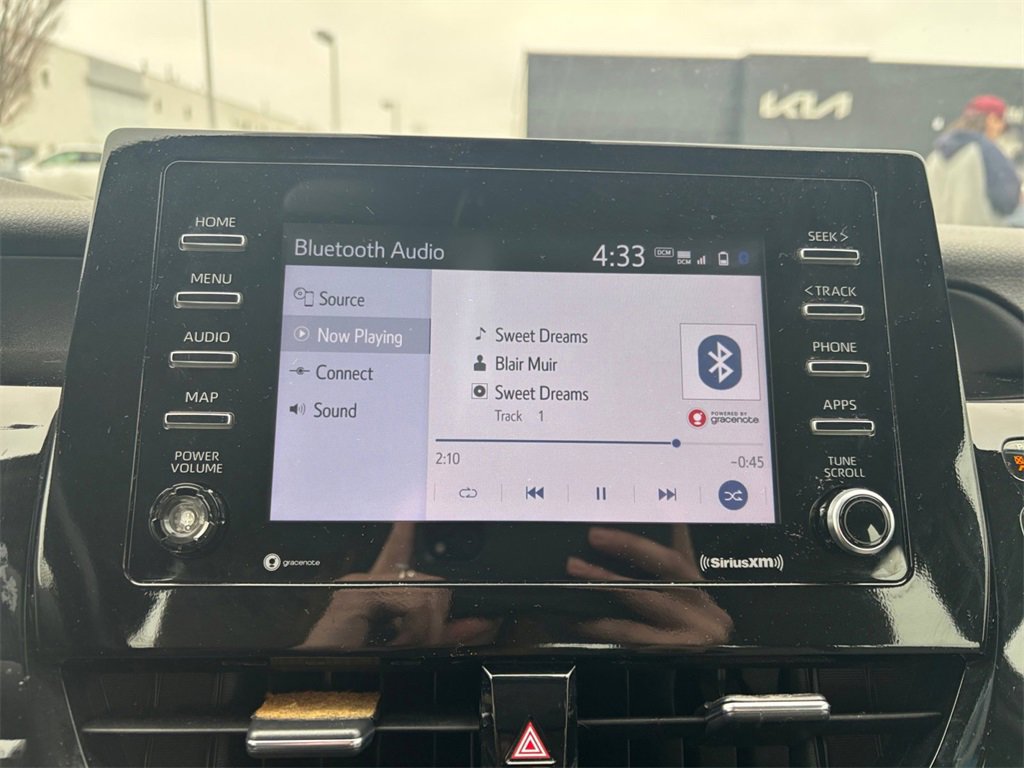 KIA
HOME
MENU
AUDIO
MAP
POWER
VOLUME
Bluetooth Audio
4:33
DCM
DCM
Source
Now Playing
Connect
Sound
Sweet Dreams
Blair Muir
Sweet Dreams
Track 1
POWERED BY
gracenote
2:10
-0:45
SEEK >
< TRACK
PHONE
APPS
TUNE
SCROLL
gracenote
((SiriusXM))